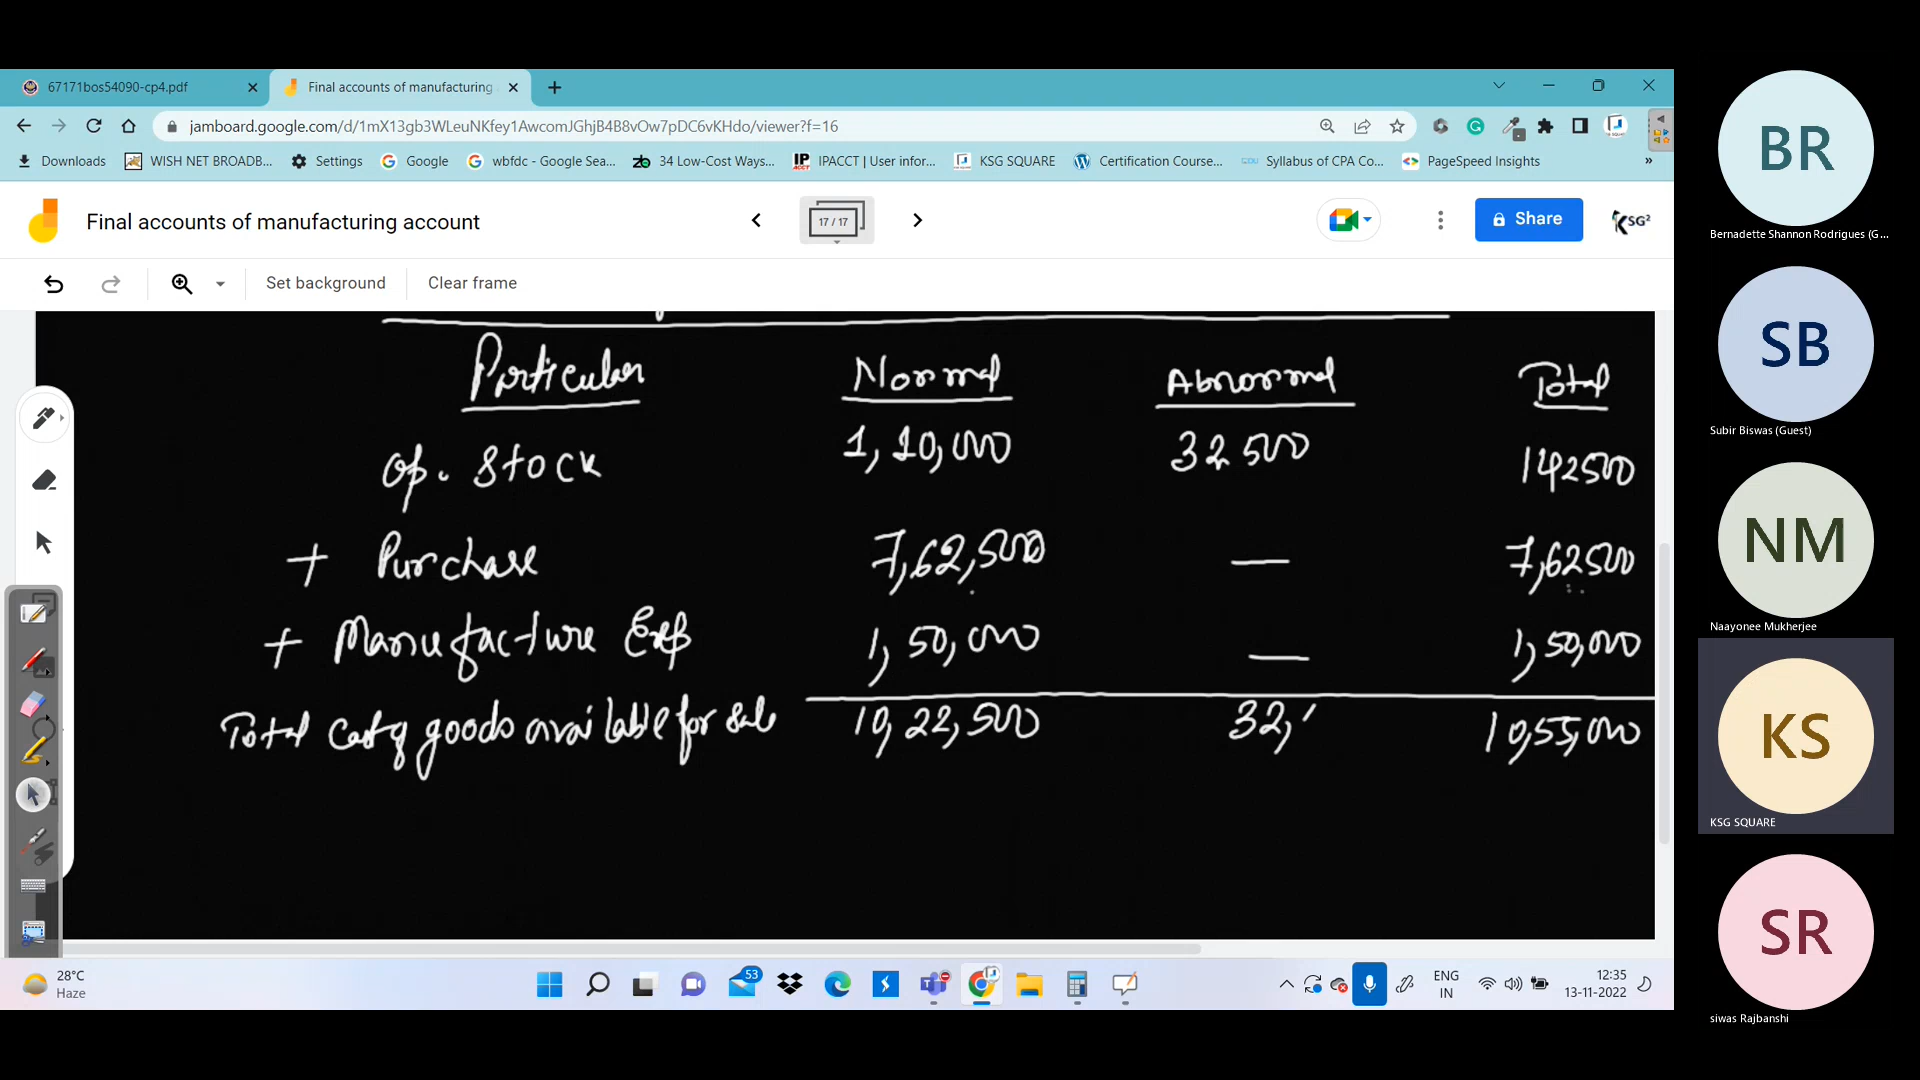 67171bos54090-cp4.pdf
Final accounts of manufacturing
jamboard.google.com/d/1mX13gb3WLeuNKfey1AwcomJGhjB4B8vOw7pDC6vKHdo/viewer?f=16
Downloads WISH NET BROADB... Settings Google wbfdc - Google Sea... 34 Low-Cost Ways... IPACCT | User infor... KSG SQUARE Certification Course... Syllabus of CPA Co... PageSpeed Insights »
Final accounts of manufacturing account
17 / 17
Share
KSG²
Set background Clear frame
Particular Normal Abnormal Total
Op. Stock 1,10,000 32500 142500
+ Purchase 7,62,500 — 7,62500
+ Manufacture Exp 1,50,000 — 1,50,000
Total Cost of goods available for sale 10,22,500 32, 10,55,000
BR
Bernadette Shannon Rodrigues (G...
SB
Subir Biswas (Guest)
NM
Naayonee Mukherjee
KS
KSG SQUARE
SR
siwas Rajbanshi
28°C
Haze
53
ENG
IN
12:35
13-11-2022